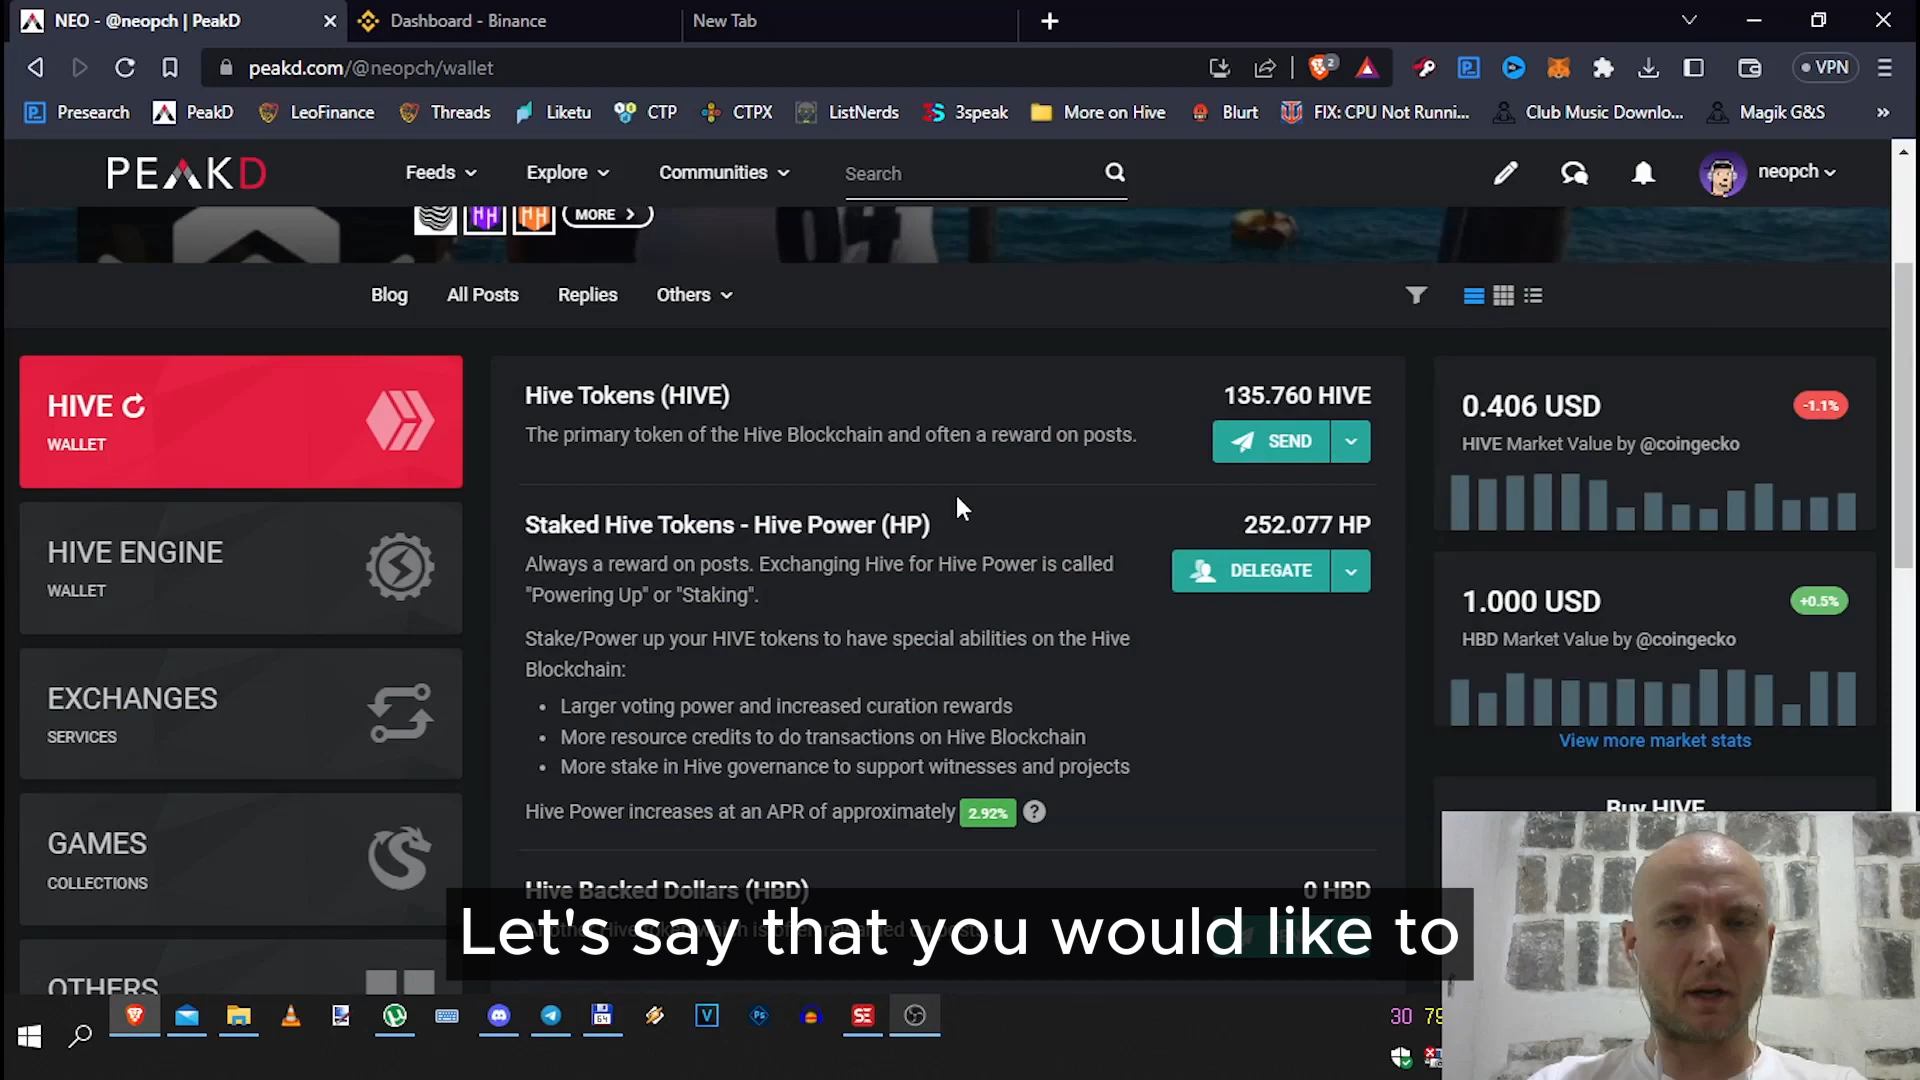 NEO - @neopch | PeakD
Dashboard - Binance
New Tab
peakd.com/@neopch/wallet
2
VPN
Presearch
PeakD
LeoFinance
Threads
Liketu
CTP
CTPX
ListNerds
3speak
More on Hive
Blurt
FIX: CPU Not Runni...
Club Music Downlo...
Magik G&S
»
PEAKD
Feeds
Explore
Communities
Search
neopch
MORE
Blog
All Posts
Replies
Others
HIVE
WALLET
HIVE ENGINE
WALLET
EXCHANGES
SERVICES
GAMES
COLLECTIONS
OTHERS
Hive Tokens (HIVE)
135.760 HIVE
The primary token of the Hive Blockchain and often a reward on posts.
SEND
Staked Hive Tokens - Hive Power (HP)
252.077 HP
Always a reward on posts. Exchanging Hive for Hive Power is called
"Powering Up" or "Staking".
DELEGATE
Stake/Power up your HIVE tokens to have special abilities on the Hive
Blockchain:
• Larger voting power and increased curation rewards
• More resource credits to do transactions on Hive Blockchain
• More stake in Hive governance to support witnesses and projects
Hive Power increases at an APR of approximately 2.92% ?
Hive Backed Dollars (HBD)
0 HBD
0.406 USD
-1.1%
HIVE Market Value by @coingecko
1.000 USD
+0.5%
HBD Market Value by @coingecko
View more market stats
Buy HIVE
Let's say that you would like to
30